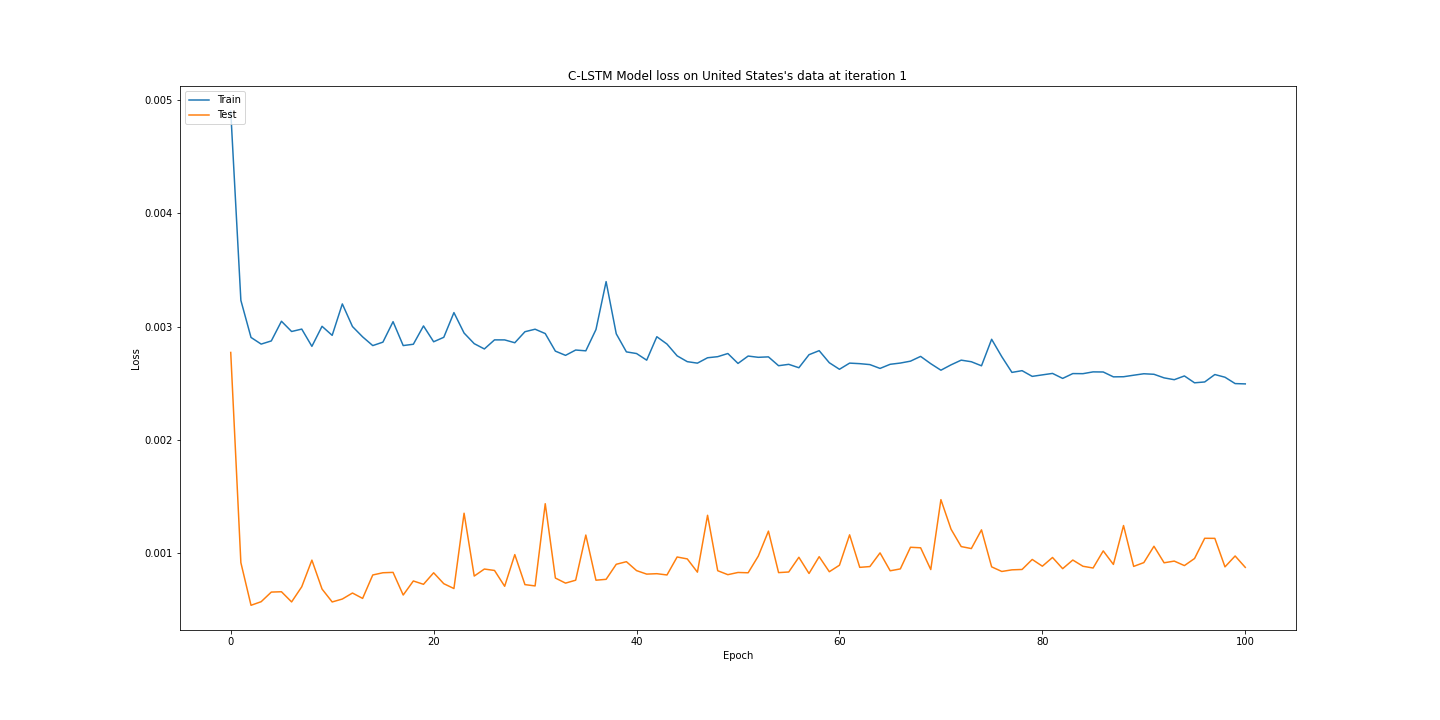 C-LSTM Model loss on United States's data at iteration 1
Train
Test
0.005
0.004
0.003
0.002
0.001
Loss
0
20
40
60
80
100
Epoch